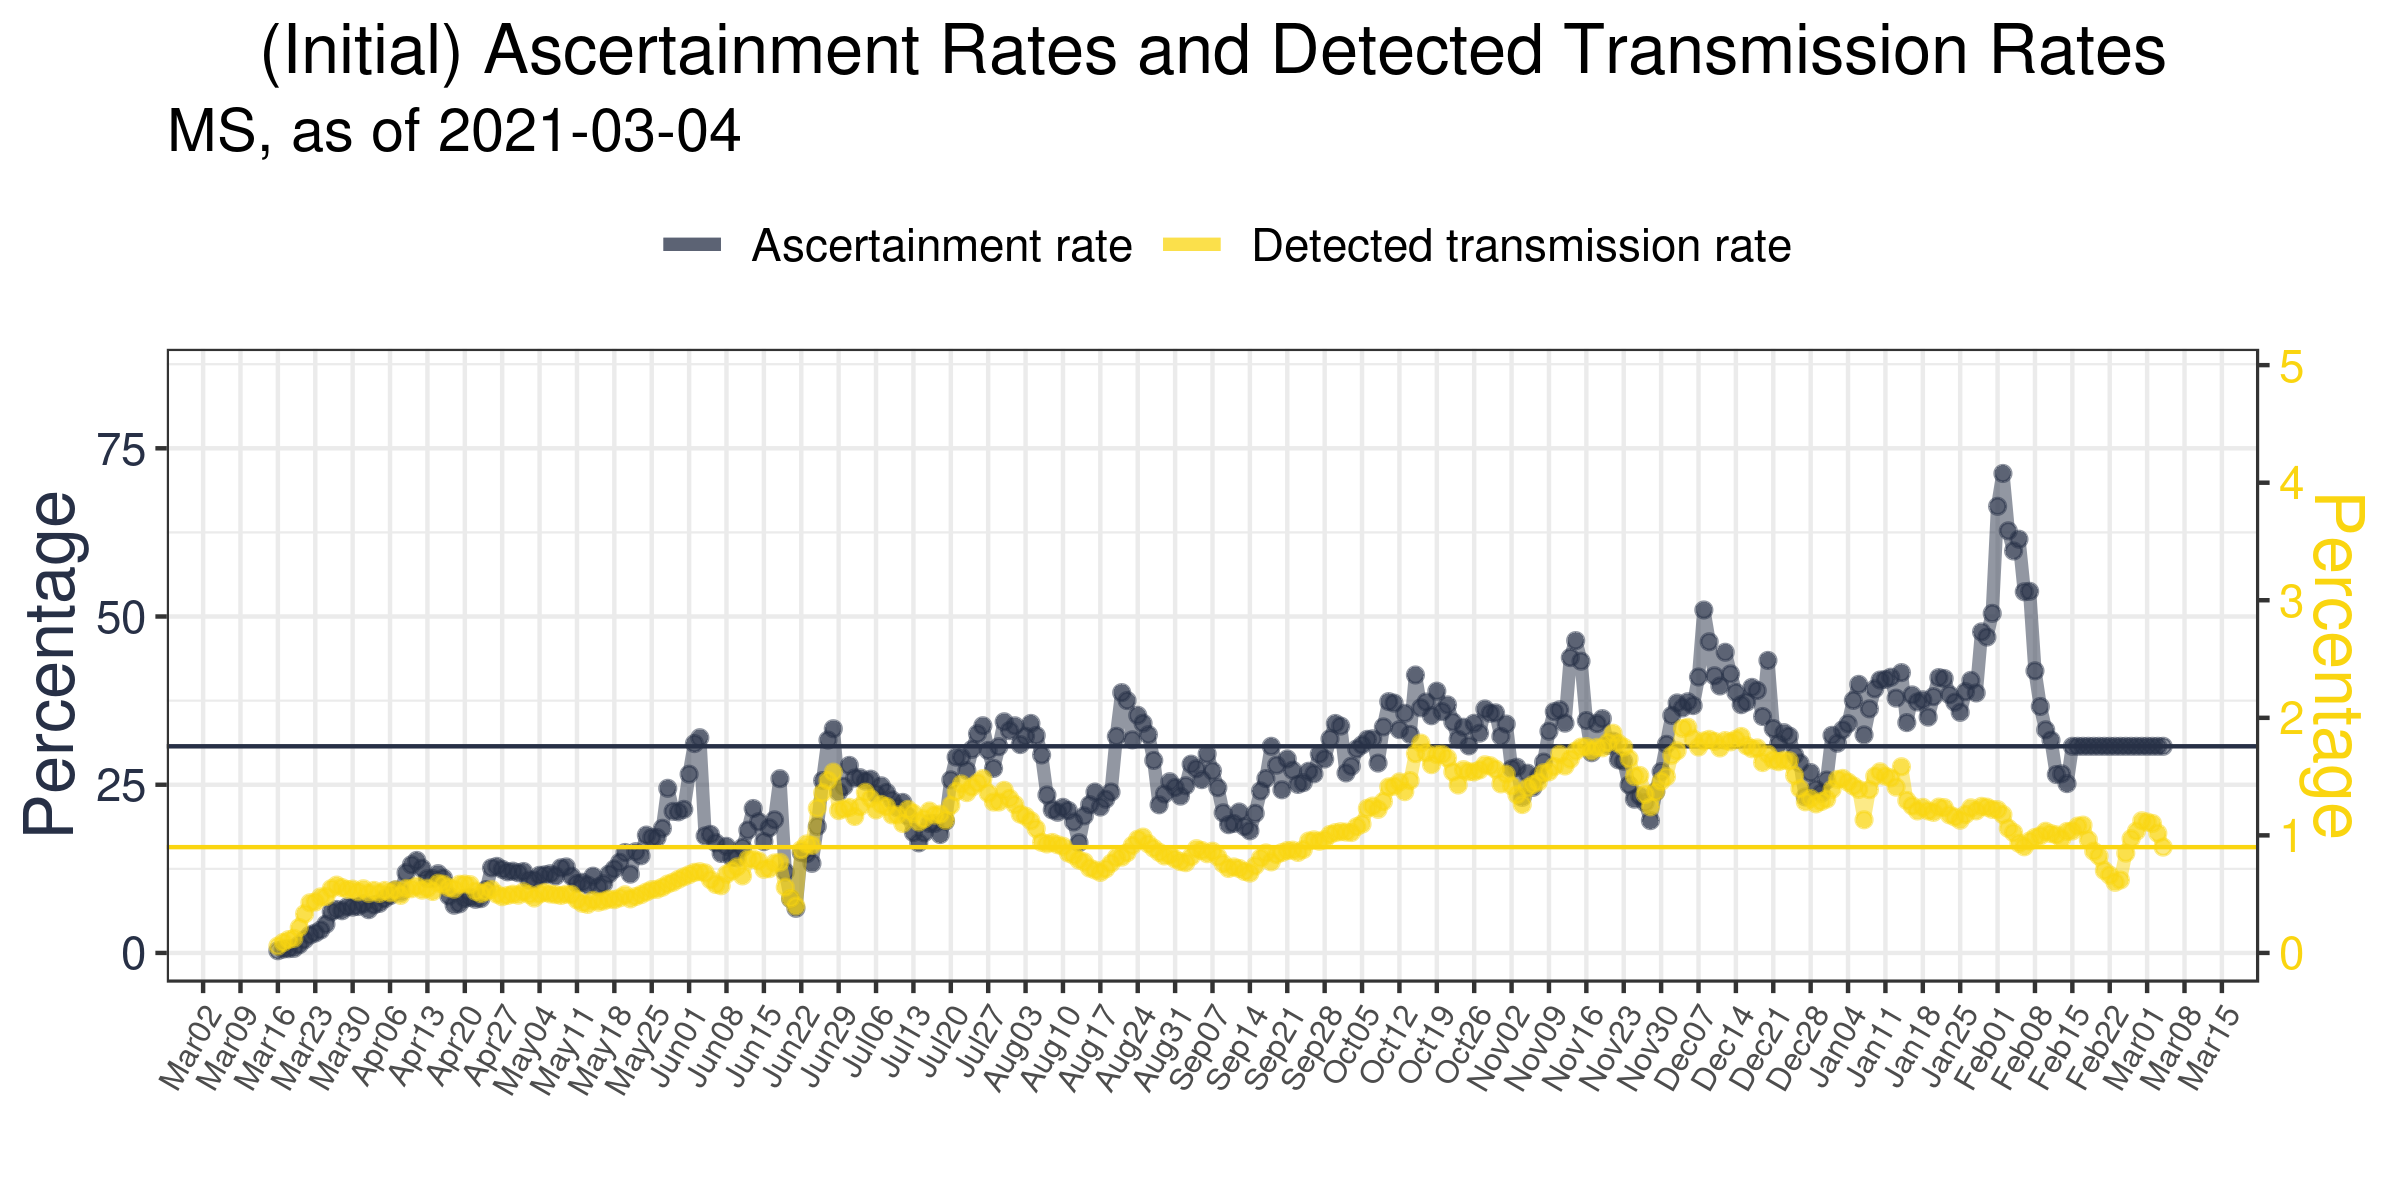 (Initial) Ascertainment Rates and Detected Transmission Rates
MS, as of 2021-03-04
Ascertainment rate
Detected transmission rate
Percentage
75
50
25
0
5
4
3
2
1
0
Percentage
Mar02
Mar09
Mar16
Mar23
Mar30
Apr06
Apr13
Apr20
Apr27
May04
May11
May18
May25
Jun01
Jun08
Jun15
Jun22
Jun29
Jul06
Jul13
Jul20
Jul27
Aug03
Aug10
Aug17
Aug24
Aug31
Sep07
Sep14
Sep21
Sep28
Oct05
Oct12
Oct19
Oct26
Nov02
Nov09
Nov16
Nov23
Nov30
Dec07
Dec14
Dec21
Dec28
Jan04
Jan11
Jan18
Jan25
Feb01
Feb08
Feb15
Feb22
Mar01
Mar08
Mar15